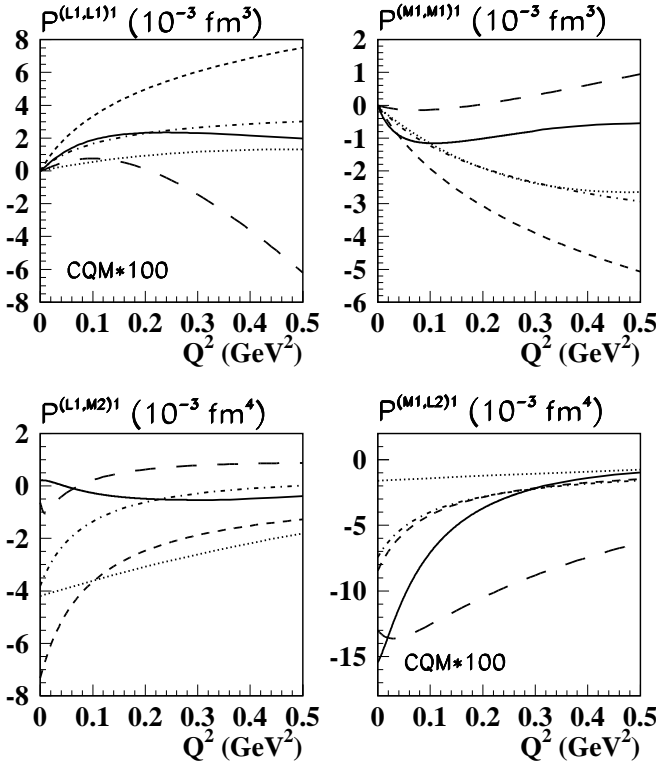 P^(L1,L1)1 (10^-3 fm^3)
8
6
4
2
0
-2
-4
-6
-8
CQM*100
0 0.1 0.2 0.3 0.4 0.5
Q^2 (GeV^2)
P^(M1,M1)1 (10^-3 fm^3)
2
1
0
-1
-2
-3
-4
-5
-6
0 0.1 0.2 0.3 0.4 0.5
Q^2 (GeV^2)
P^(L1,M2)1 (10^-3 fm^4)
2
0
-2
-4
-6
-8
0 0.1 0.2 0.3 0.4 0.5
Q^2 (GeV^2)
P^(M1,L2)1 (10^-3 fm^4)
0
-5
-10
-15
CQM*100
0 0.1 0.2 0.3 0.4 0.5
Q^2 (GeV^2)